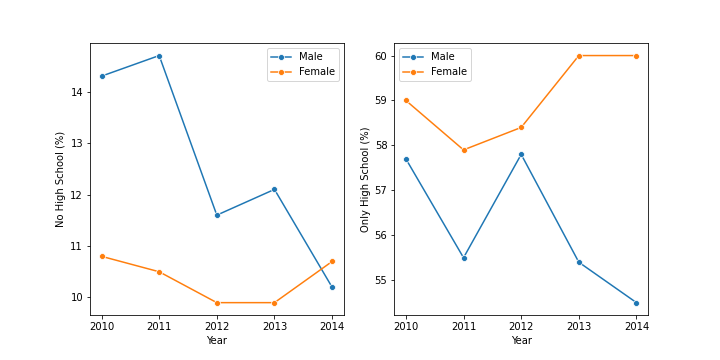 Male
Female
14
13
12
11
10
No High School (%)
2010 2011 2012 2013 2014
Year
Male
Female
60
59
58
57
56
55
Only High School (%)
2010 2011 2012 2013 2014
Year